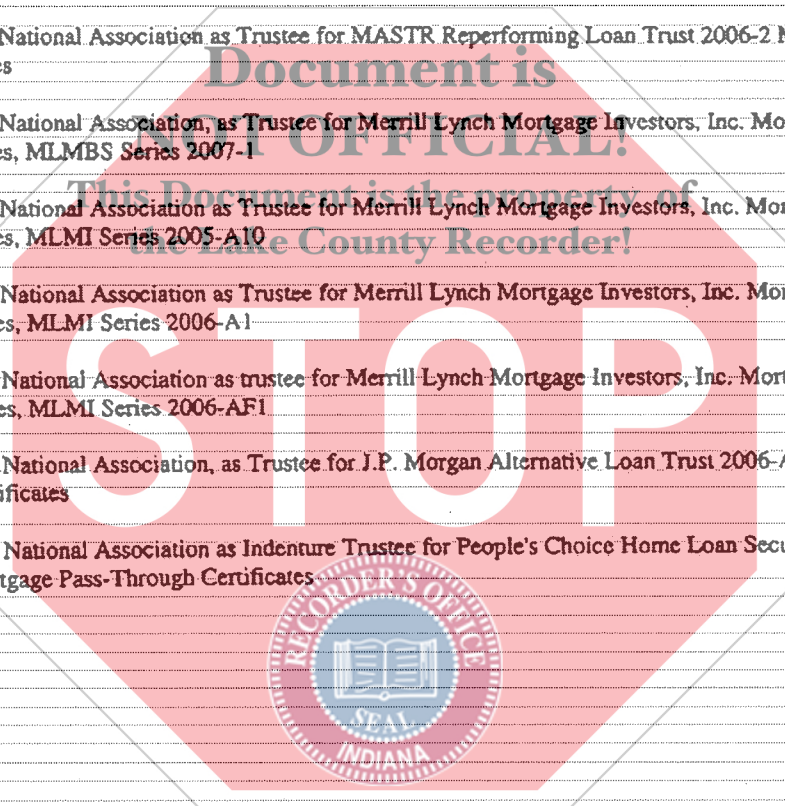 National Association as Trustee for MASTR Reperforming Loan Trust 2006-2 M
es
Document is
National Association, as Trustee for Merrill Lynch Mortgage Investors, Inc. Mo
NOT OFFICIAL!
es, MLMBS Series 2007-1
This Document is the property of
National Association as Trustee for Merrill Lynch Mortgage Investors, Inc. Mor
es, MLMI Series 2005-A10
the Lake County Recorder!
National Association as Trustee for Merrill Lynch Mortgage Investors, Inc. Mor
es, MLMI Series 2006-A1
STOP
National Association as trustee for Merrill Lynch Mortgage Investors, Inc. Mort
es, MLMI Series 2006-AF1
National Association, as Trustee for J.P. Morgan Alternative Loan Trust 2006-A
ificates
National Association as Indenture Trustee for People's Choice Home Loan Secu
tgage Pass-Through Certificates
RECORDER'S OFFICE
SEAL
INDIANA